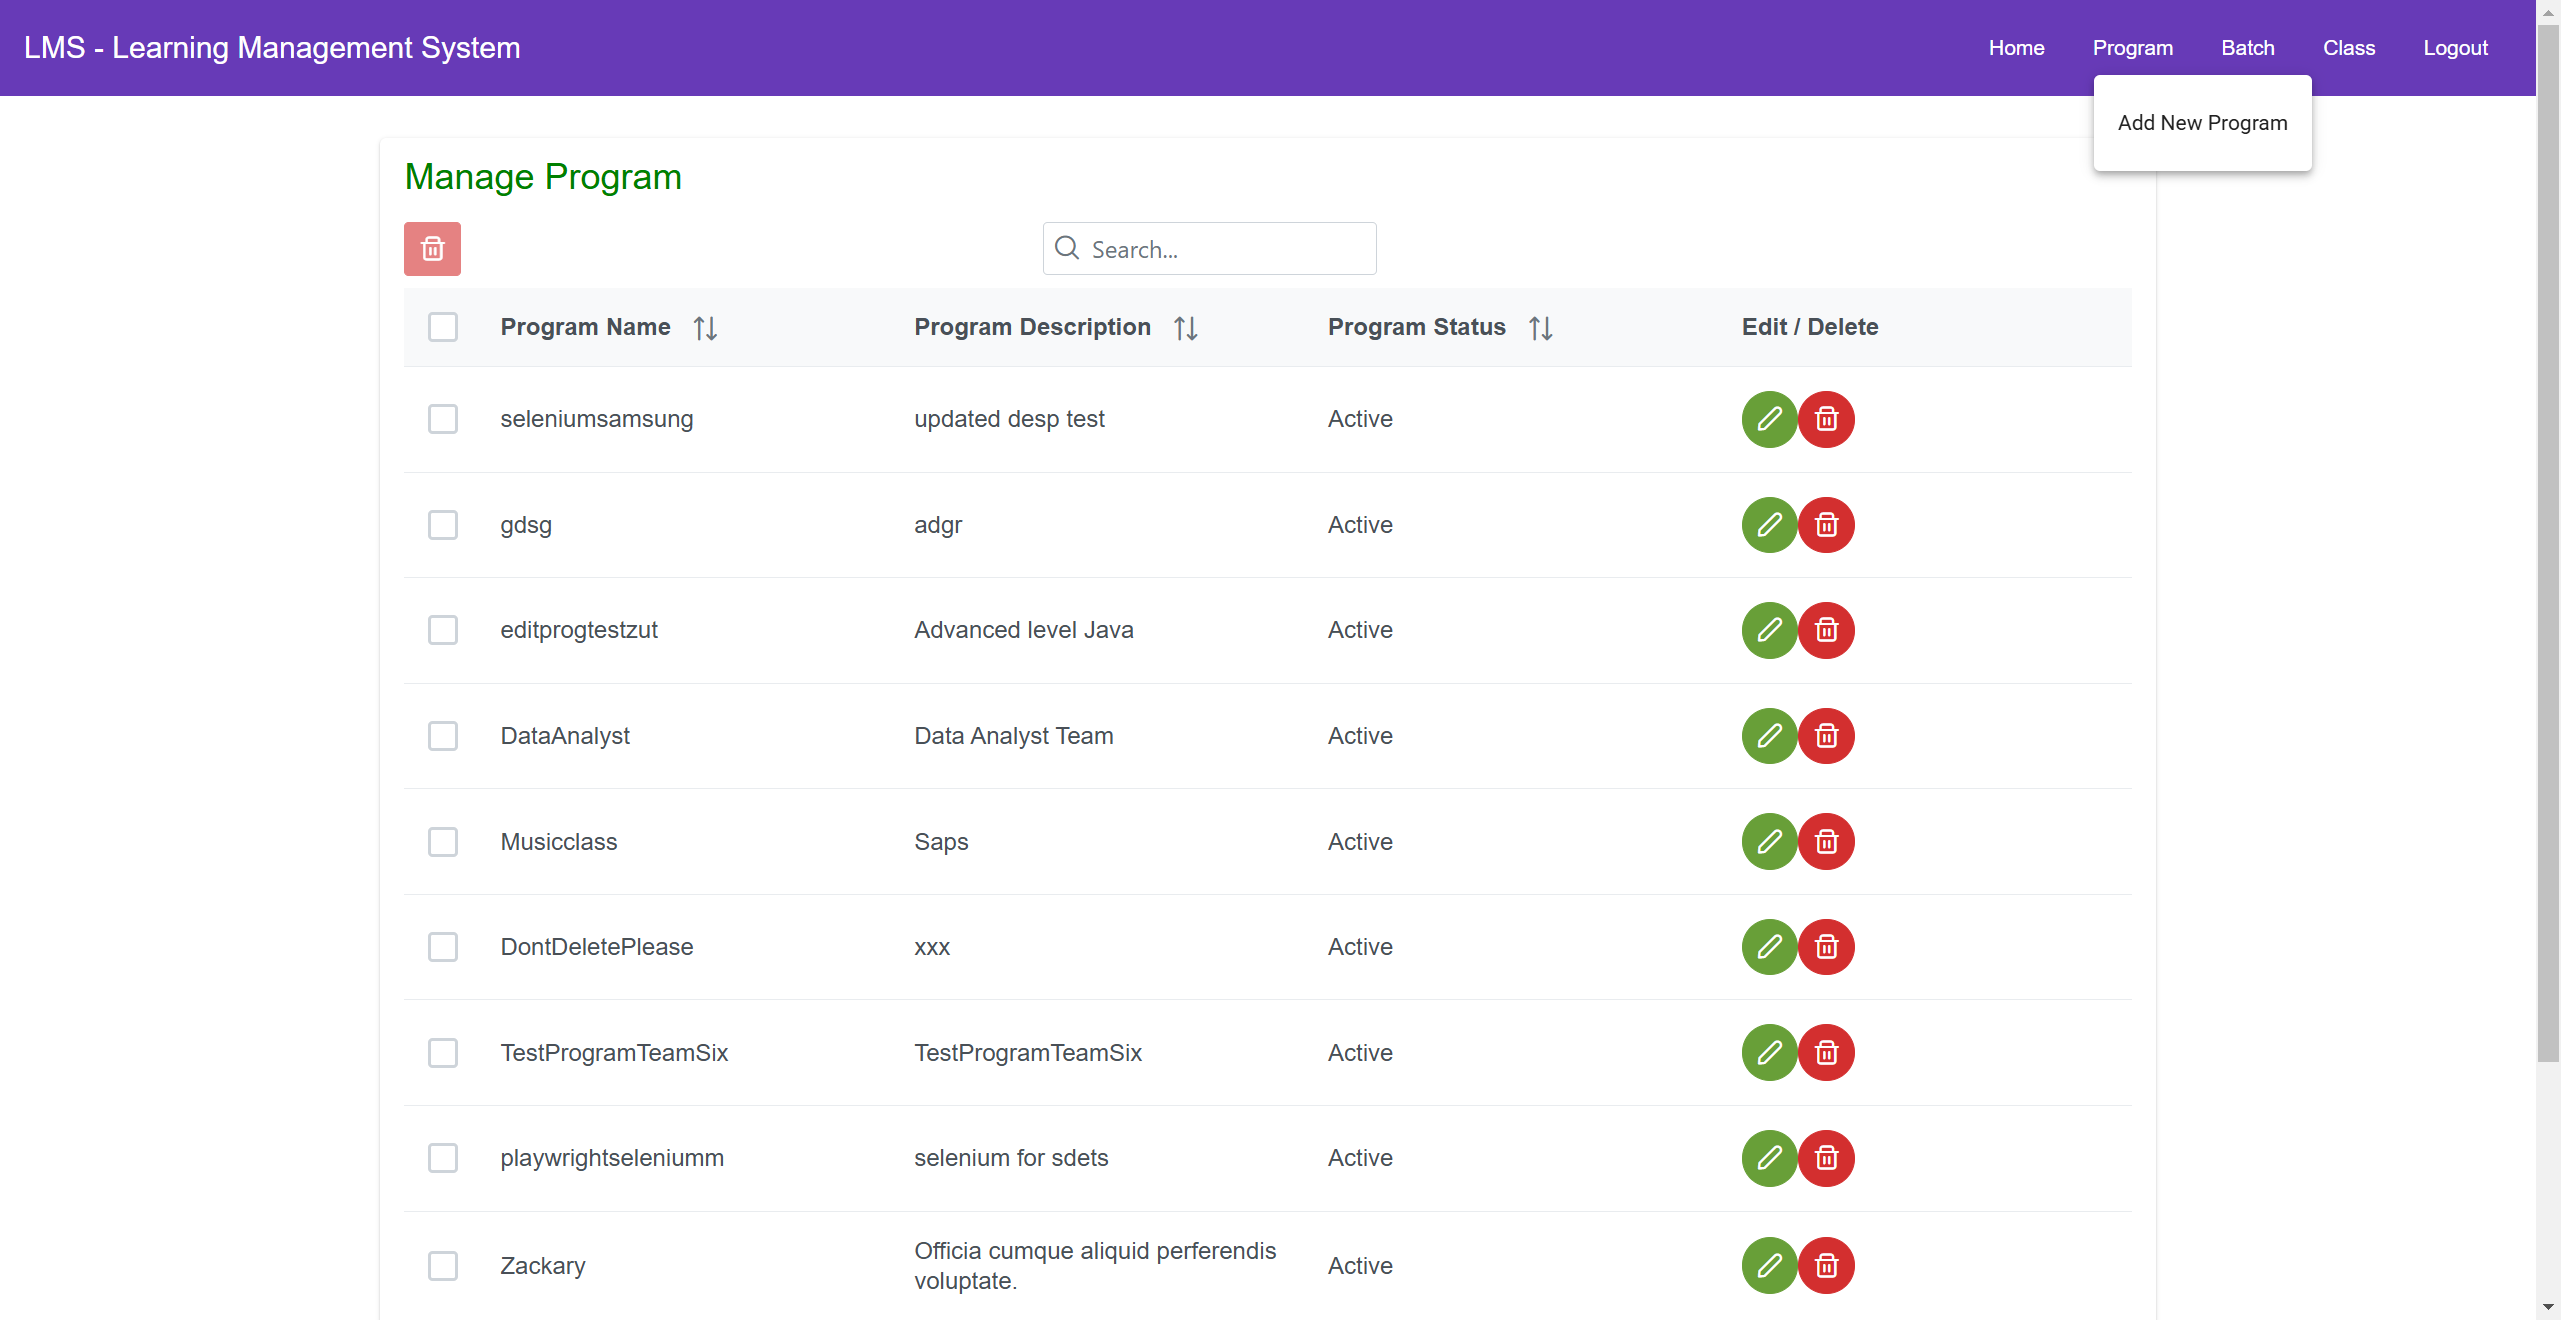 LMS - Learning Management System
Home Program Batch Class Logout
Add New Program
Manage Program
Search...
Program Name Program Description Program Status Edit / Delete
seleniumsamsung updated desp test Active
gdsg adgr Active
editprogtestzut Advanced level Java Active
DataAnalyst Data Analyst Team Active
Musicclass Saps Active
DontDeletePlease xxx Active
TestProgramTeamSix TestProgramTeamSix Active
playwrightseleniumm selenium for sdets Active
Zackary Officia cumque aliquid perferendis Active
voluptate.